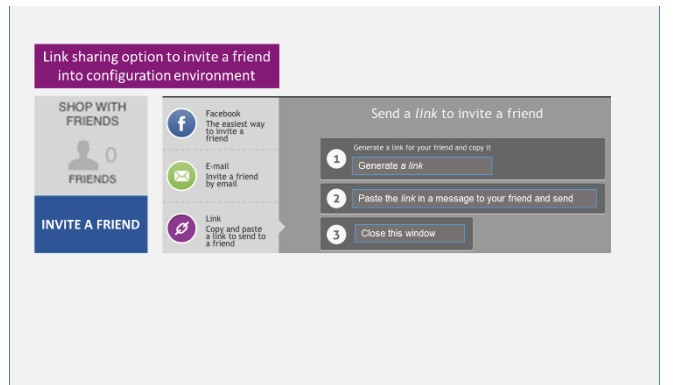 Link sharing option to invite a friend
into configuration environment
SHOP WITH
FRIENDS
0
FRIENDS
INVITE A FRIEND
f
Facebook
The easiest way
to invite a
friend
E-mail
Invite a friend
by email
Link
Copy and paste
a link to send to
a friend
Send a link to invite a friend
1
Generate a link for your friend and copy it
Generate a link
2
Paste the link in a message to your friend and send
3
Close this window